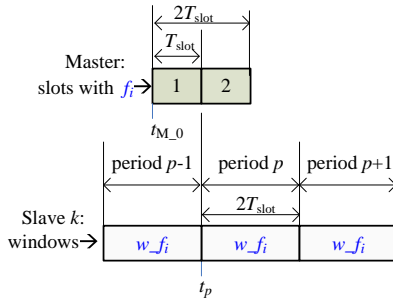 2T_slot
T_slot
Master:
slots with f_i
1 2
t_M_0
period p-1 period p period p+1
2T_slot
Slave k:
windows
w_f_i w_f_i w_f_i
t_p